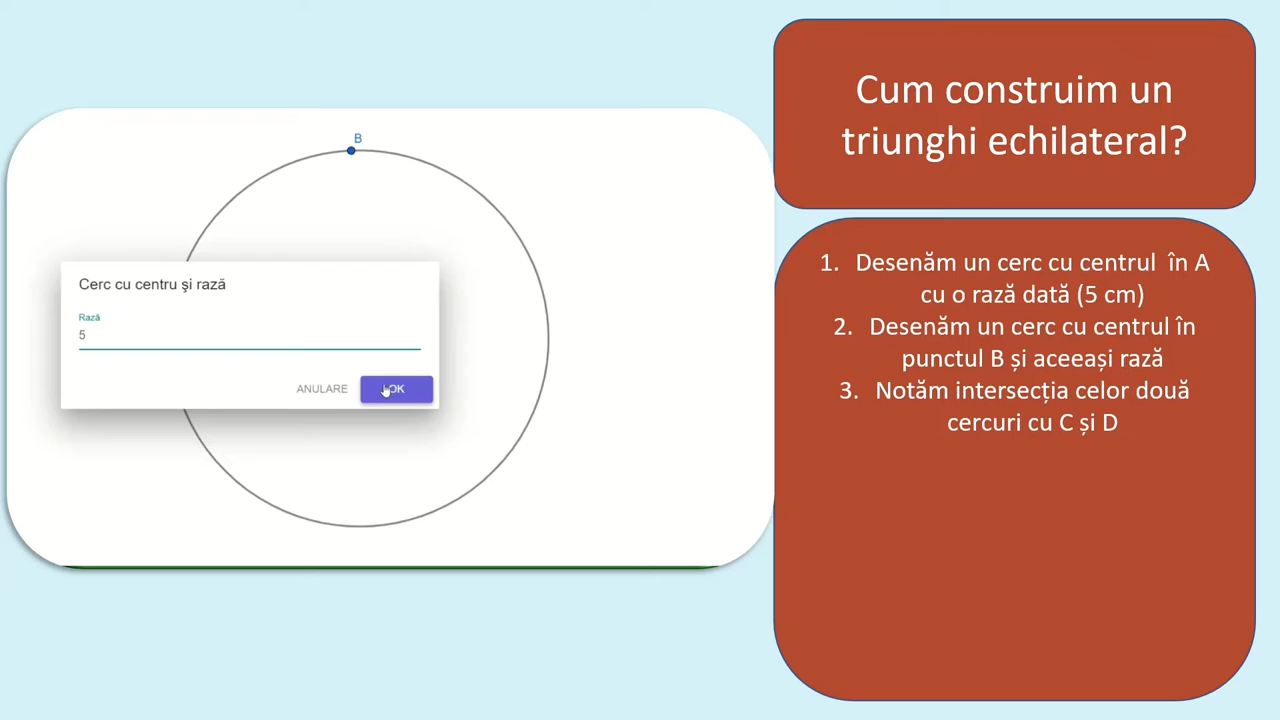 Cum construim un
triunghi echilateral?
B
Cerc cu centru şi rază
Rază
5
ANULARE
OK
1. Desenăm un cerc cu centrul în A
cu o rază dată (5 cm)
2. Desenăm un cerc cu centrul în
punctul B și aceeași rază
3. Notăm intersecția celor două
cercuri cu C și D